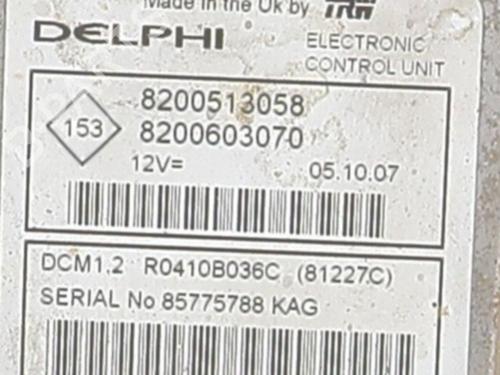 Made in the Uk by TRW
DELPHI
ELECTRONIC
CONTROL UNIT
153
8200513058
8200603070
12V=
05.10.07
DCM1.2 R0410B036C (81227C)
SERIAL No 85775788 KAG